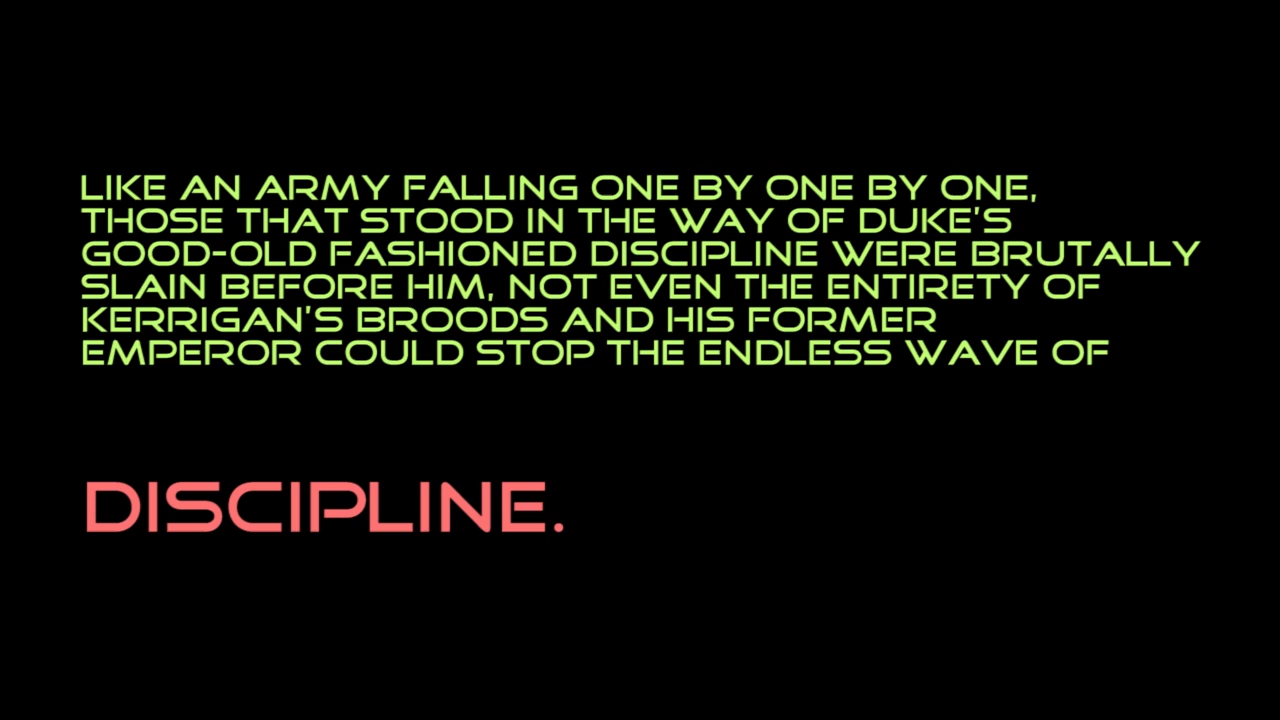 LIKE AN ARMY FALLING ONE BY ONE BY ONE,
THOSE THAT STOOD IN THE WAY OF DUKE'S
GOOD-OLD FASHIONED DISCIPLINE WERE BRUTALLY
SLAIN BEFORE HIM, NOT EVEN THE ENTIRETY OF
KERRIGAN'S BROODS AND HIS FORMER
EMPEROR COULD STOP THE ENDLESS WAVE OF
DISCIPLINE.